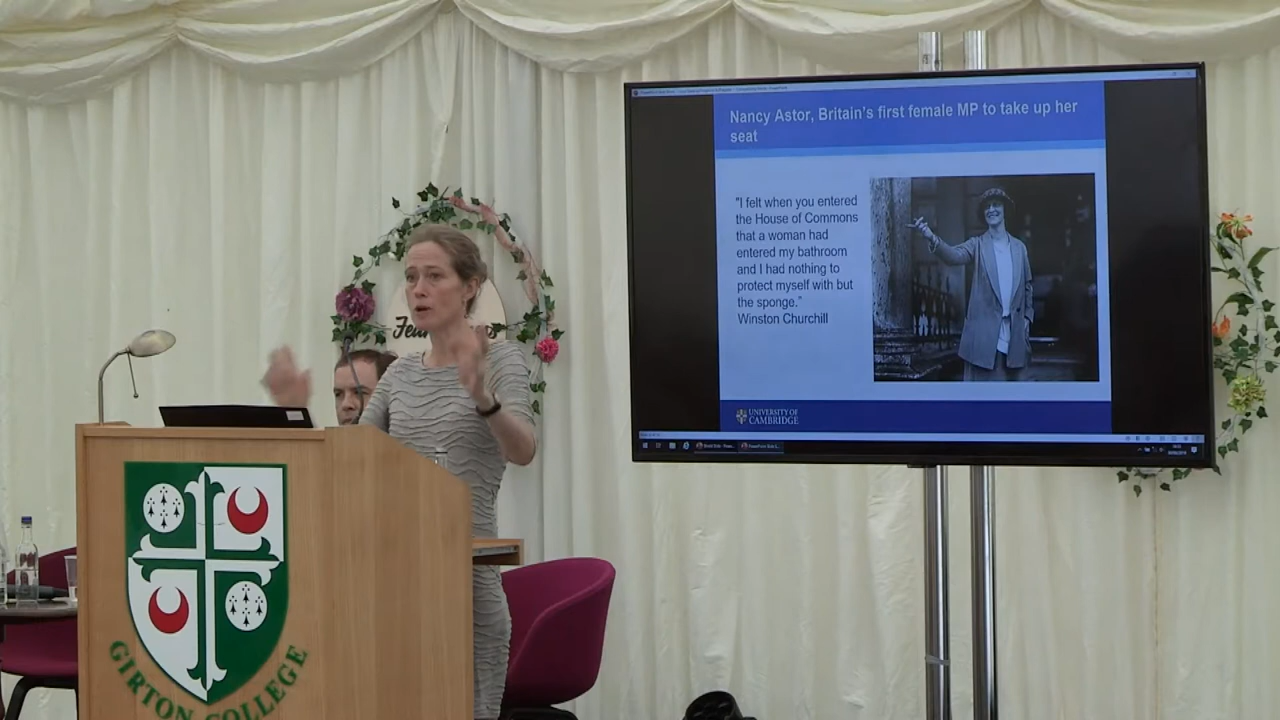 Nancy Astor, Britain's first female MP to take up her
seat
"I felt when you entered
the House of Commons
that a woman had
entered my bathroom
and I had nothing to
protect myself with but
the sponge."
Winston Churchill
UNIVERSITY OF
CAMBRIDGE
GIRTON COLLEGE